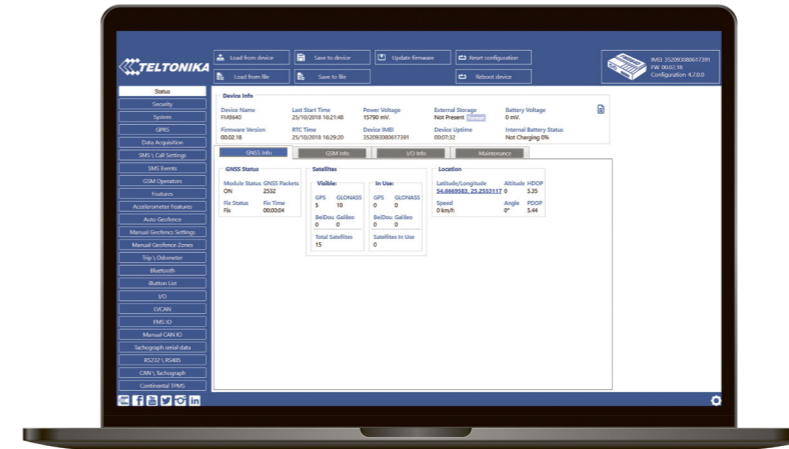 TELTONIKA
Load from device
Save to device
Update firmware
Reset configuration
Load from file
Save to file
Reboot device
IMEI 352093080617391
FW 00.02.18
Configuration 4.7.0.0
Status
Security
System
GPRS
Data Acquisition
SMS \ Call Settings
SMS Events
GSM Operators
Features
Accelerometer Features
Auto Geofence
Manual Geofence Settings
Manual Geofence Zones
Trip \ Odometer
Bluetooth
iButton List
I/O
LVCAN
FMS IO
Manual CAN IO
Tachograph serial data
RS232 \ RS485
CAN \ Tachograph
Continental TPMS
Device Info
Device Name Last Start Time Power Voltage External Storage Battery Voltage
FMB640 25/10/2018 16:21:48 15790 mV. Not Present Format 0 mV.
Firmware Version RTC Time Device IMEI Device Uptime Internal Battery Status
00.02.18 25/10/2018 16:29:20 352093080617391 00:07:32 Not Charging 0%
GNSS Info GSM Info I/O Info Maintenance
GNSS Status
Module Status GNSS Packets
ON 2532
Fix Status Fix Time
Fix 00:00:04
Satellites
Visible:
GPS GLONASS
5 10
BeiDou Galileo
0 0
Total Satellites
15
In Use:
GPS GLONASS
0 0
BeiDou Galileo
0 0
Satellites In Use
0
Location
Latitude/Longitude Altitude HDOP
54.6669583, 25.2553117 0 5.35
Speed Angle PDOP
0 km/h 0° 5.44